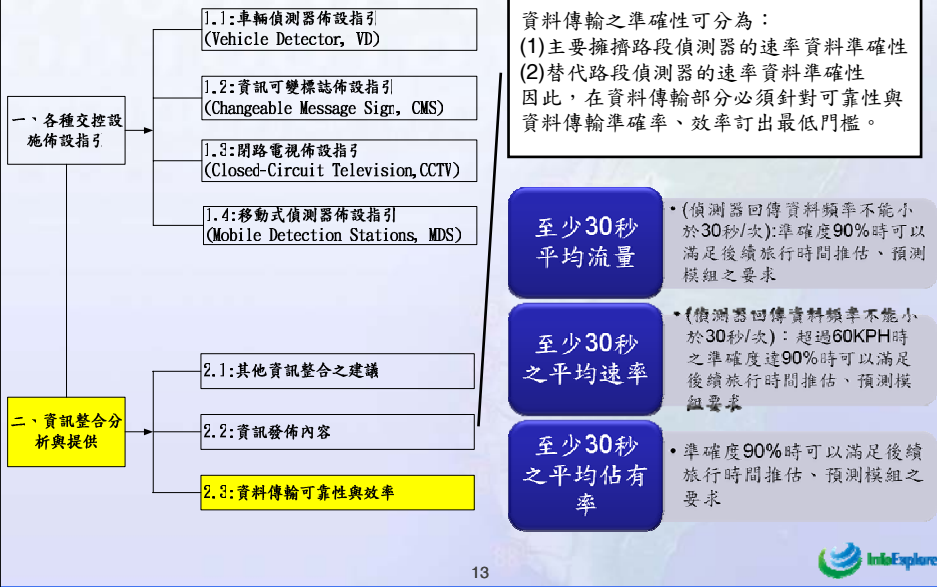 1.1:車輛偵測器佈設指引
(Vehicle Detector, VD)
1.2:資訊可變標誌佈設指引
(Changeable Message Sign, CMS)
一、各種交控設
施佈設指引
1.3:閉路電視佈設指引
(Closed-Circuit Television,CCTV)
1.4:移動式偵測器佈設指引
(Mobile Detection Stations, MDS)
2.1:其他資訊整合之建議
二、資訊整合分
析與提供
2.2:資訊發佈內容
2.3:資料傳輸可靠性與效率
資料傳輸之準確性可分為：
(1)主要擁擠路段偵測器的速率資料準確性
(2)替代路段偵測器的速率資料準確性
因此，在資料傳輸部分必須針對可靠性與
資料傳輸準確率、效率訂出最低門檻。
至少30秒
平均流量
•(偵測器回傳資料頻率不能小
於30秒/次):準確度90%時可以
滿足後續旅行時間推估、預測
模組之要求
至少30秒
之平均速率
•(偵測器回傳資料頻率不能小
於30秒/次)：超過60KPH時
之準確度達90%時可以滿足
後續旅行時間推估、預測模
組要求
至少30秒
之平均佔有
率
•準確度90%時可以滿足後續
旅行時間推估、預測模組之
要求
13
InfoExplore